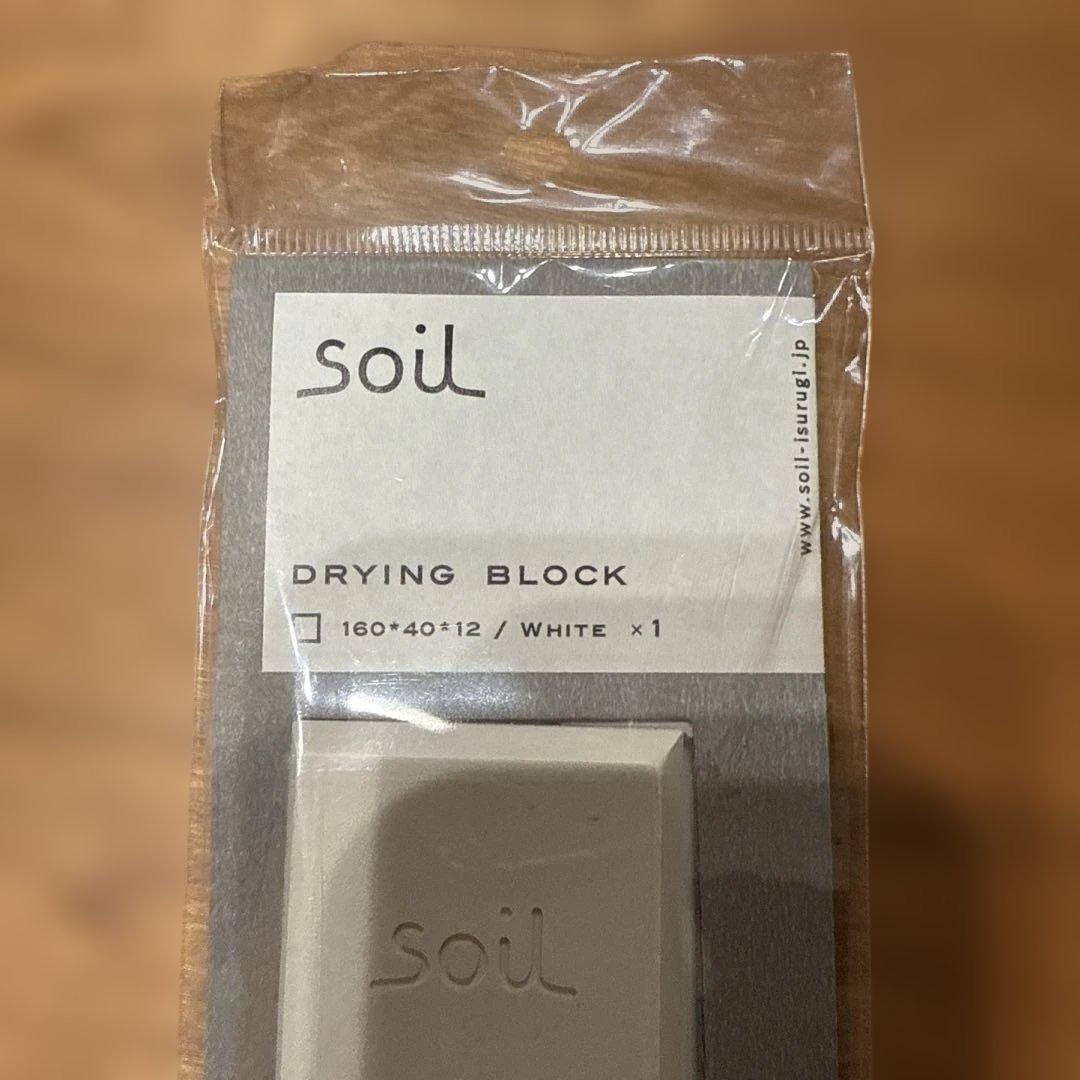 soil
www.soil-isurugi.jp
DRYING BLOCK
160*40*12 / WHITE ×1
soil